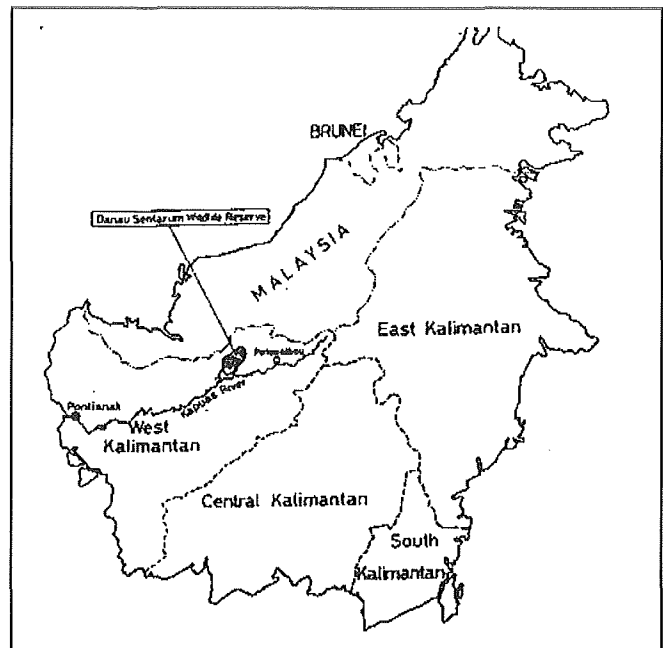 BRUNEI
Danau Sentarum Wildlife Reserve
MALAYSIA
East Kalimantan
Kapuas River
Pontianak
West
Kalimantan
Central Kalimantan
South
Kalimantan